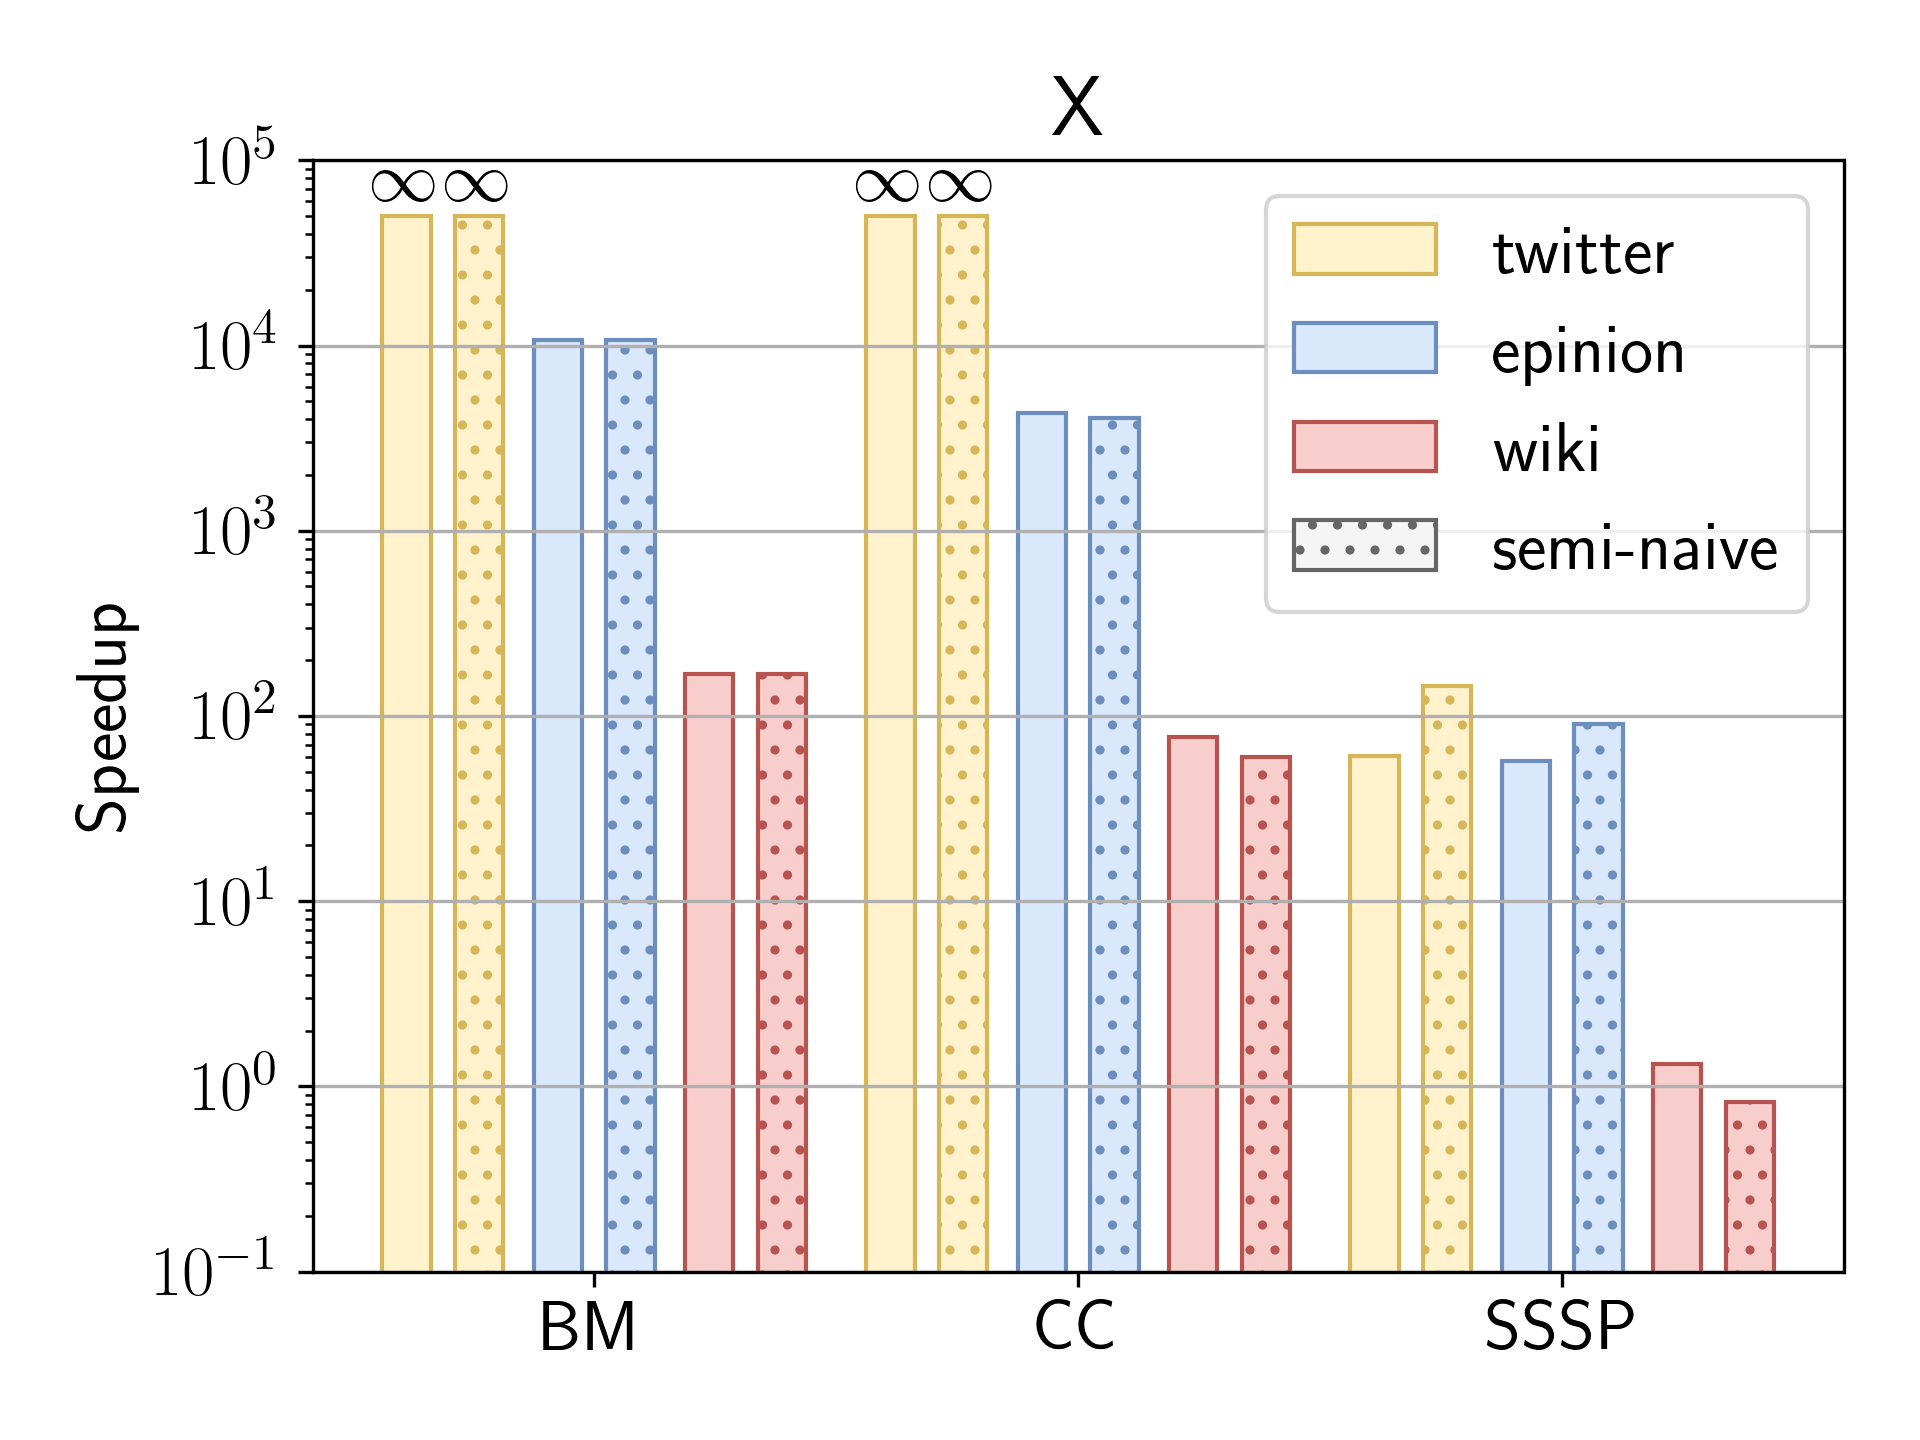 X
10^5
∞ ∞ ∞ ∞
10^4
10^3
10^2
10^1
10^0
10^-1
Speedup
twitter
epinion
wiki
semi-naive
BM CC SSSP